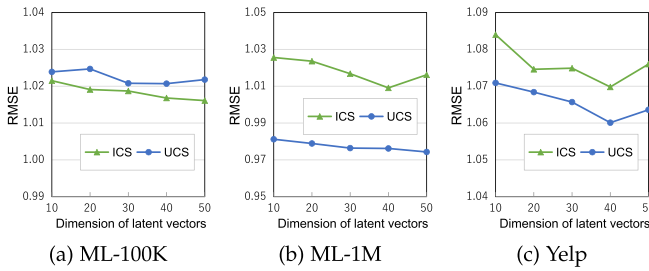 1.04
1.03
1.02
1.01
1.00
0.99
RMSE
ICS UCS
10 20 30 40 50
Dimension of latent vectors
(a) ML-100K
1.05
1.03
1.01
0.99
0.97
0.95
RMSE
ICS UCS
10 20 30 40 50
Dimension of latent vectors
(b) ML-1M
1.09
1.08
1.07
1.06
1.05
1.04
RMSE
ICS UCS
10 20 30 40 50
Dimension of latent vectors
(c) Yelp